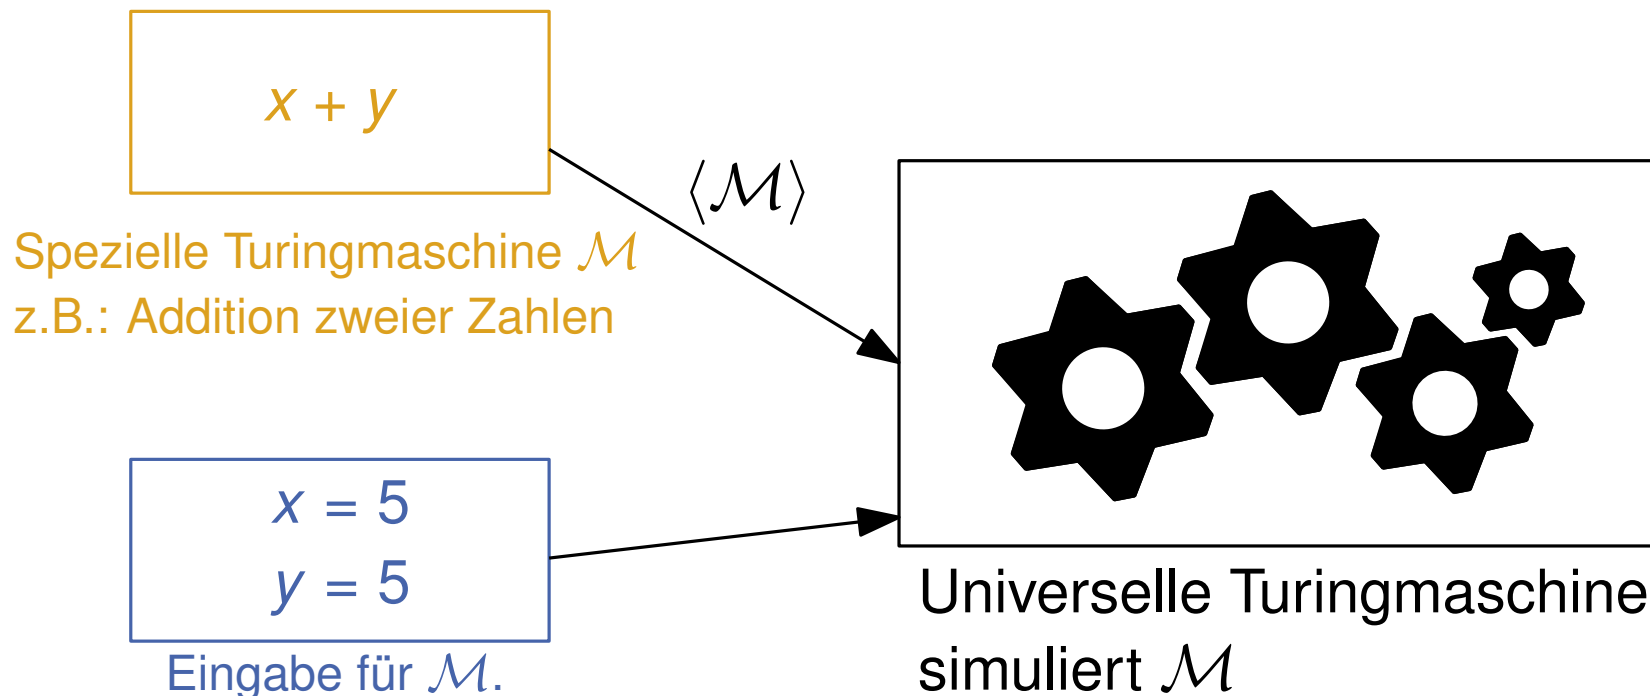 x + y
Spezielle Turingmaschine ℳ
z.B.: Addition zweier Zahlen
⟨ℳ⟩
x = 5
y = 5
Eingabe für ℳ.
Universelle Turingmaschine
simuliert ℳ